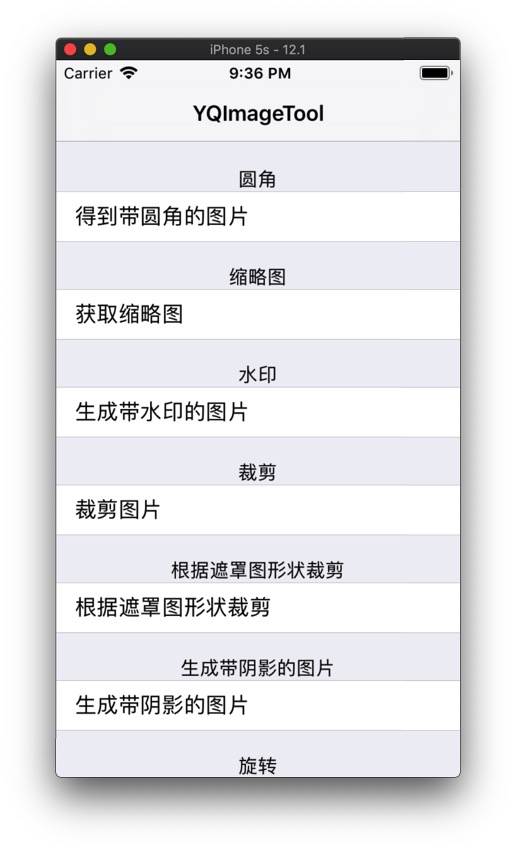 iPhone 5s - 12.1
Carrier 9:36 PM
YQImageTool
圆角
得到带圆角的图片
缩略图
获取缩略图
水印
生成带水印的图片
裁剪
裁剪图片
根据遮罩图形状裁剪
根据遮罩图形状裁剪
生成带阴影的图片
生成带阴影的图片
旋转